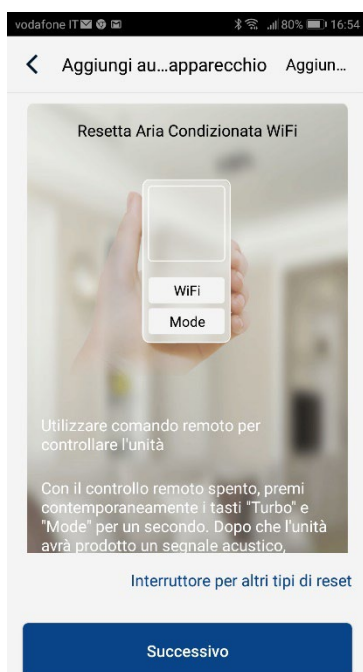 vodafone IT 80% 16:54
Aggiungi au...apparecchio Aggiun...
Resetta Aria Condizionata WiFi
WiFi
Mode
Utilizzare comando remoto per
controllare l'unità
Con il controllo remoto spento, premi
contemporaneamente i tasti "Turbo" e
"Mode" per un secondo. Dopo che l'unità
avrà prodotto un segnale acustico,
Interruttore per altri tipi di reset
Successivo